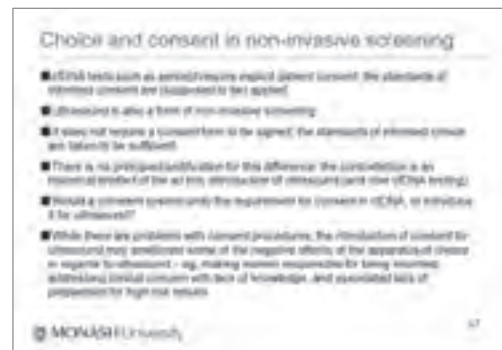 Choice and consent in non-invasive screening
cfDNA tests such as percept require explicit patient consent: the standards of
informed consent are supposed to be applied
Ultrasound is also a form of non-invasive screening
It does not require a consent form to be signed; the standards of informed choice
are taken to be sufficient
There is no principled justification for this difference: the contradiction is an
historical artefact of the ad hoc introduction of ultrasound (and now cfDNA testing)
Would a consistent system the requirement for consent in cfDNA, or introduce
it for ultrasound?
While there are problems with consent procedures, the introduction of consent for
ultrasound may ameliorate some of the negative effects of the apparatus of choice
in regards to ultrasound – eg, making women responsible for being
addressing clinical concern with lack of knowledge, and associated lack of
preparation for high risk results
MONASH University